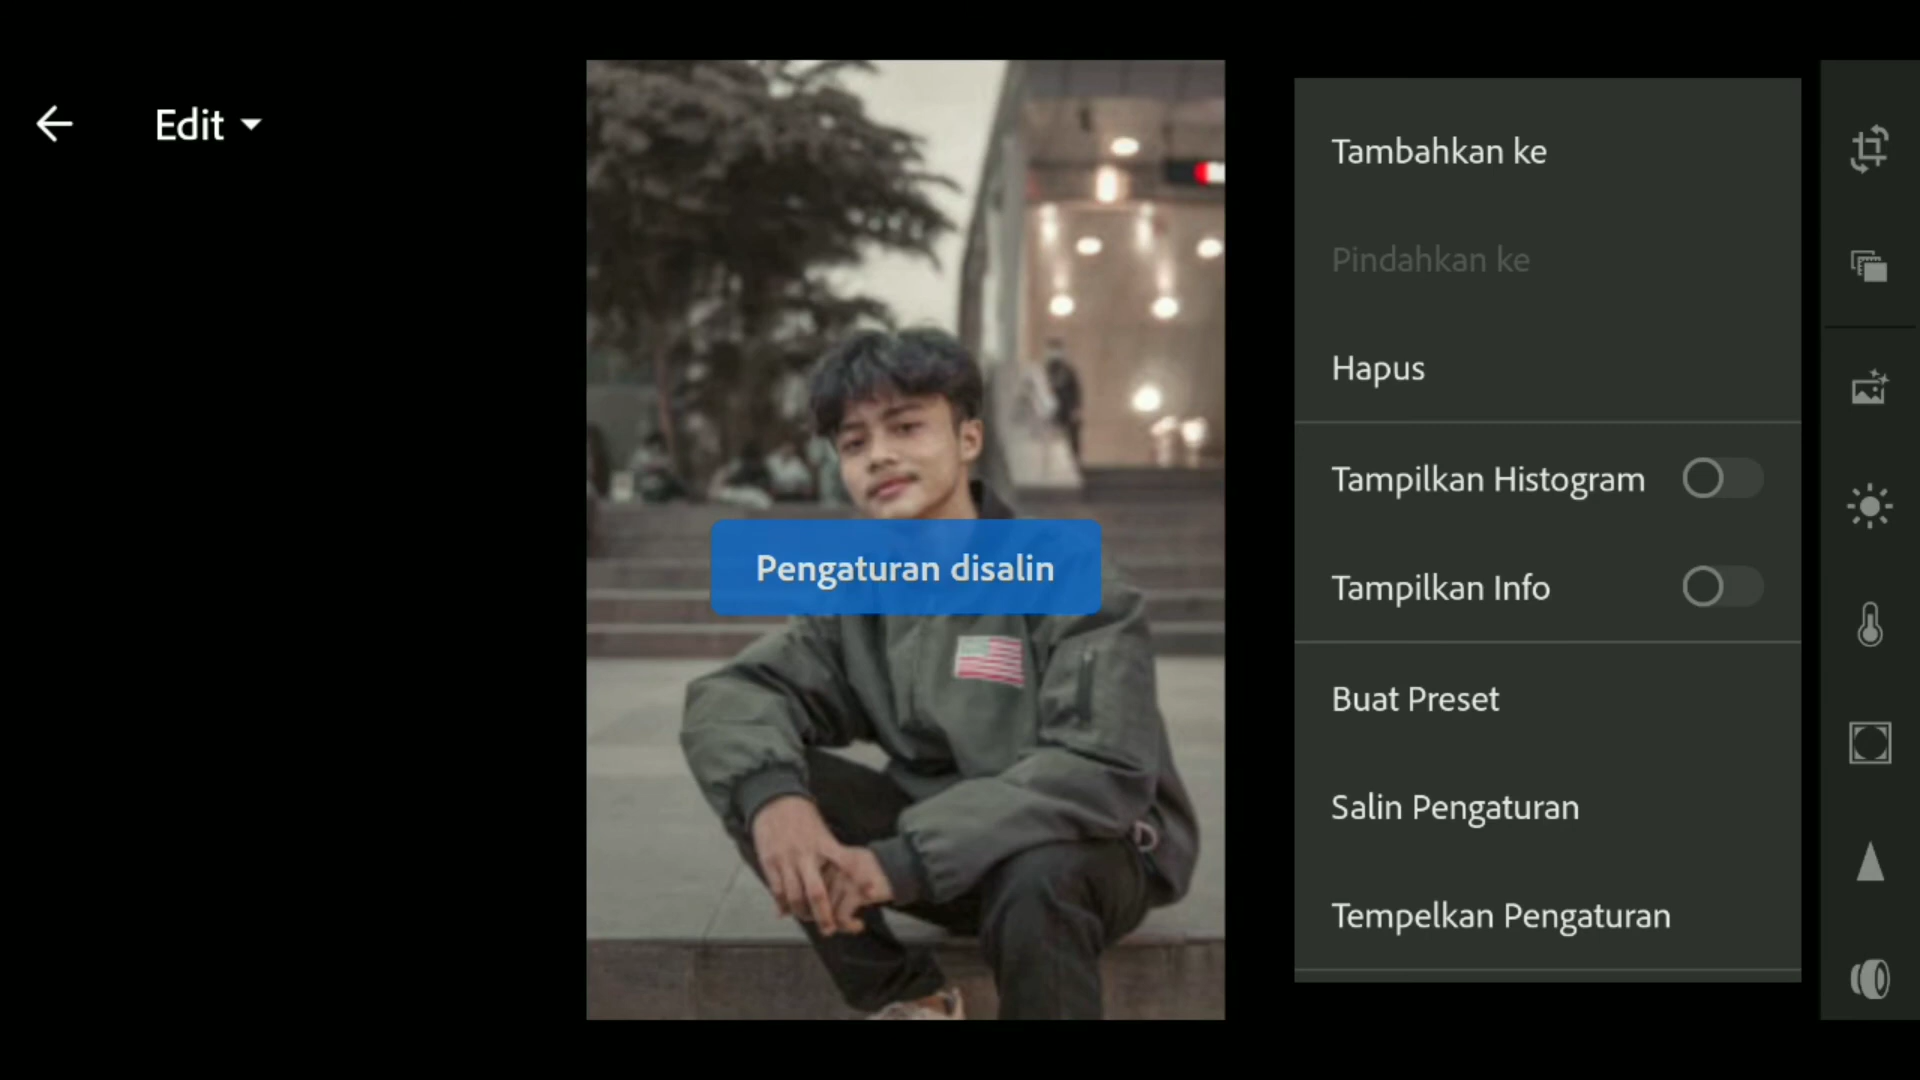 Edit
Tambahkan ke
Pindahkan ke
Hapus
Tampilkan Histogram
Tampilkan Info
Pengaturan disalin
Buat Preset
Salin Pengaturan
Tempelkan Pengaturan